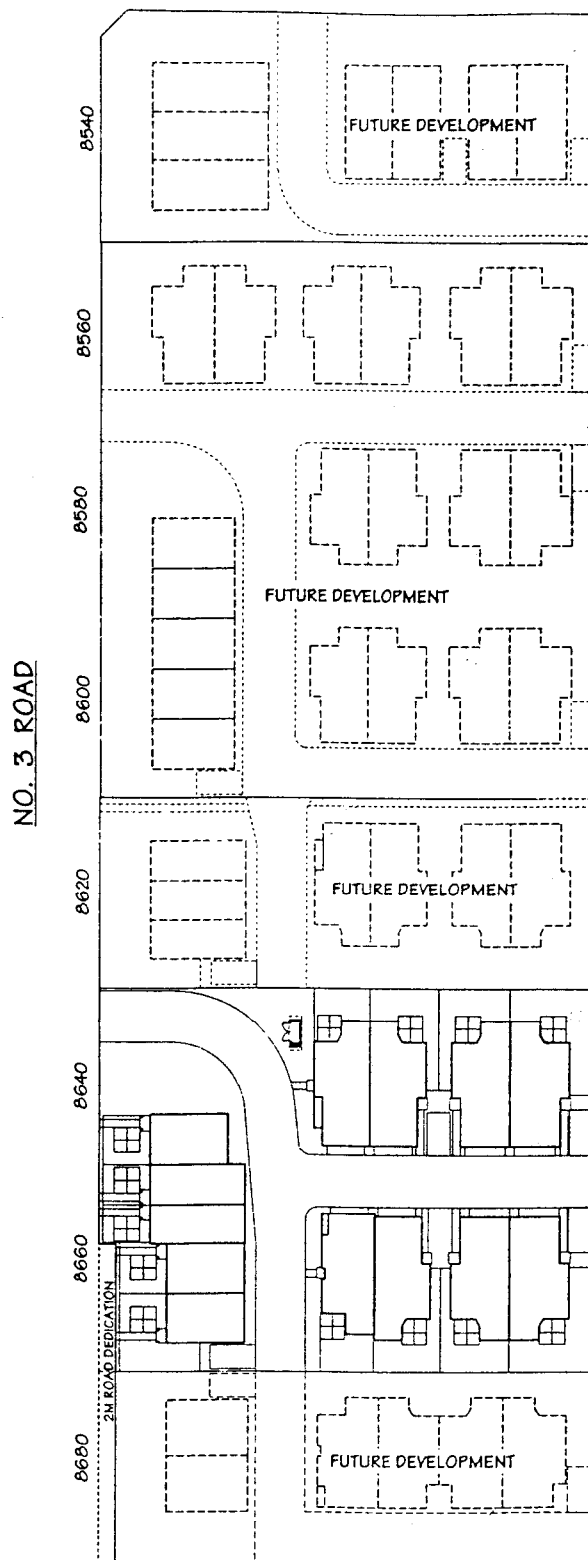 8540
FUTURE DEVELOPMENT
8560
8580
FUTURE DEVELOPMENT
8600
NO. 3 ROAD
8620
FUTURE DEVELOPMENT
8640
8660
2M ROAD DEDICATION
8680
FUTURE DEVELOPMENT